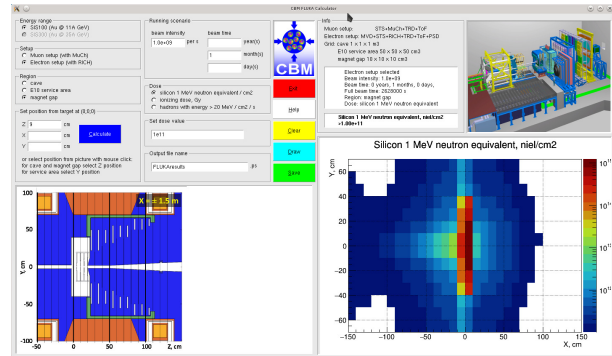 CBM FLUKA Calculator
Energy range
SIS100 (Au @ 11A GeV)
SIS300 (Au @ 35A GeV)
Setup
Muon setup (with MuCh)
Electron setup (with RICH)
Region
cave
E10 service area
magnet gap
Set position from target at (0,0,0)
Z
cm
X
cm
Y
cm
Calculate
or select position from picture with mouse click:
for cave and magnet gap select Z position
for service area select Y position
Running scenario
beam intensity
beam time
1.0e+09
per s
year(s)
1
month(s)
day(s)
Dose
silicon 1 MeV neutron equivalent / cm2
ionizing dose, Gy
hadrons with energy > 20 MeV / cm2 / s
Set dose value
1e11
Output file name
FLUKAresults
.ps
CBM
Exit
Help
Clear
Draw
Save
Info
Muon setup: STS+MuCh+TRD+ToF
Electron setup: MVD+STS+RICH+TRD+ToF+PSD
Grid: cave 1 x 1 x 1 m3
E10 service area 50 x 50 x 50 cm3
magnet gap 10 x 10 x 10 cm3
Electron setup selected
Beam intensity: 1.0e+09
Beam time: 0 years, 1 months, 0 days,
Full beam time: 2628000 s
Region: magnet gap
Dose: silicon 1 MeV neutron equivalent
Silicon 1 MeV neutron equivalent, niel/cm2
>1.00e+11
X = ± 1.5 m
Y, cm
100
50
0
-50
-100
-50
0
50
100
Z, cm
150
Silicon 1 MeV neutron equivalent, niel/cm2
Y, cm
60
40
20
0
-20
-40
-60
-150
-100
-50
0
50
100
150
X, cm